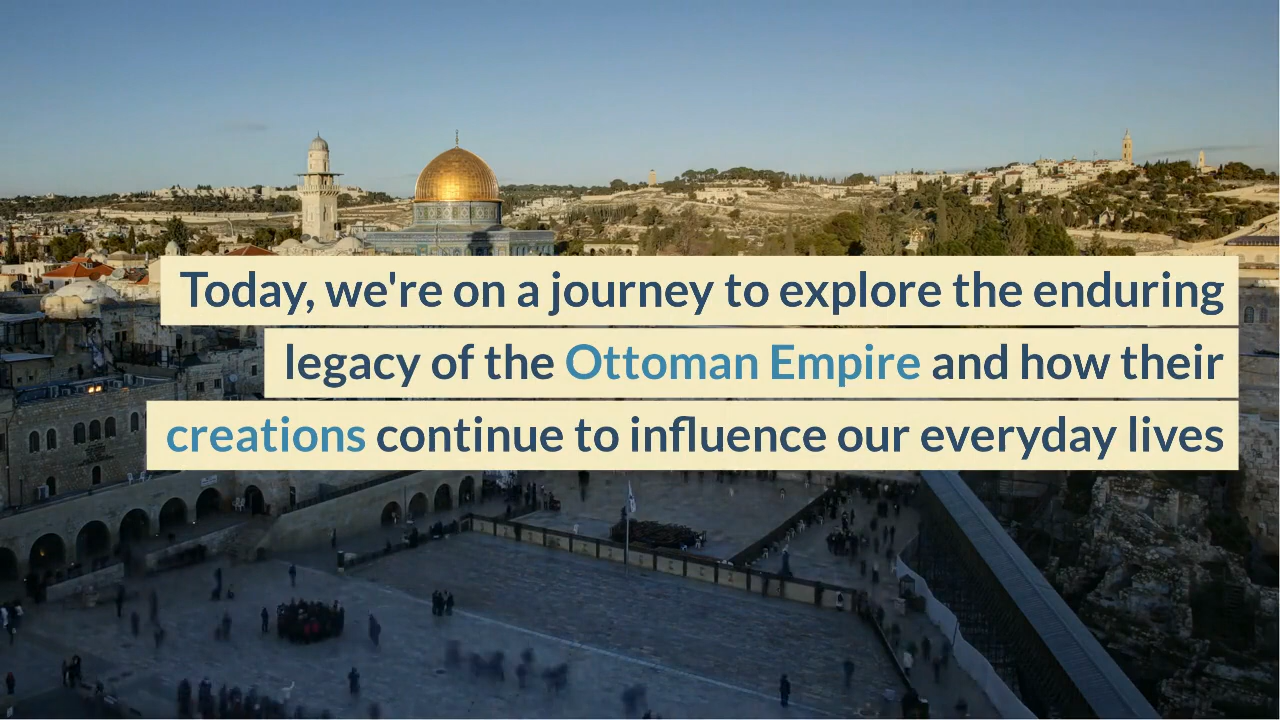 Today, we're on a journey to explore the enduring
legacy of the Ottoman Empire and how their
creations continue to influence our everyday lives